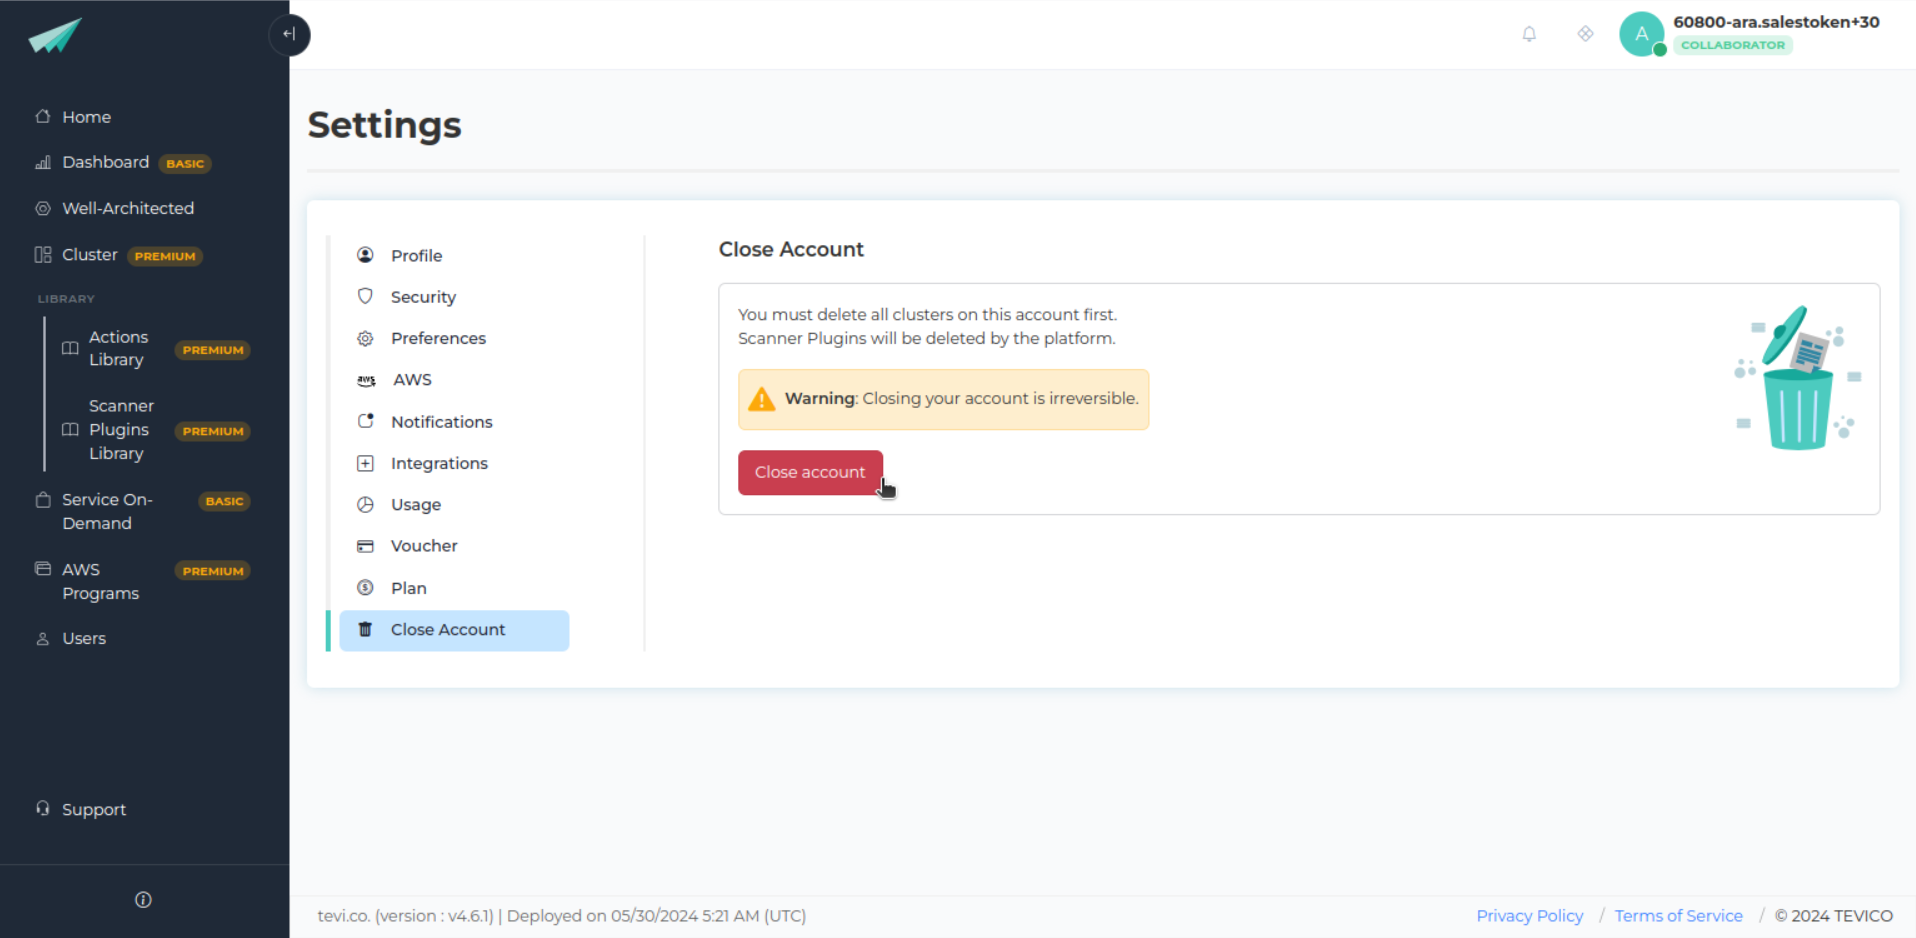 60800-ara.salestoken+30
A
COLLABORATOR
Home
Dashboard BASIC
Well-Architected
Cluster PREMIUM
LIBRARY
Actions
Library
PREMIUM
Scanner
Plugins
Library
PREMIUM
Service On-
Demand
BASIC
AWS
Programs
PREMIUM
Users
Support
Settings
Profile
Security
Preferences
aws AWS
Notifications
Integrations
Usage
Voucher
Plan
Close Account
Close Account
You must delete all clusters on this account first.
Scanner Plugins will be deleted by the platform.
Warning: Closing your account is irreversible.
Close account
tevi.co. (version : v4.6.1) | Deployed on 05/30/2024 5:21 AM (UTC)
Privacy Policy / Terms of Service / © 2024 TEVICO